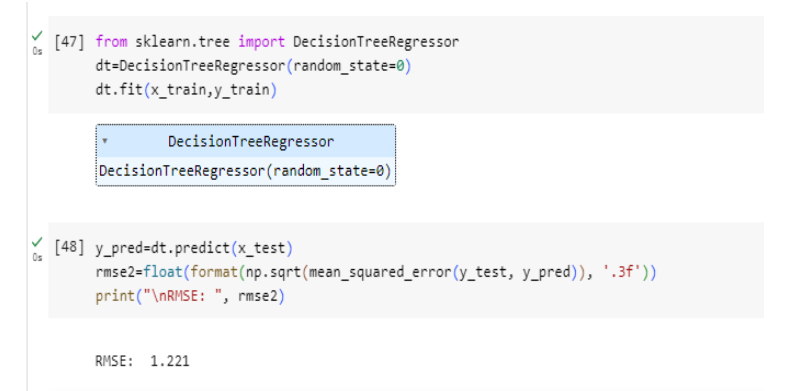 [47] from sklearn.tree import DecisionTreeRegressor
0s
dt=DecisionTreeRegressor(random_state=0)
dt.fit(x_train,y_train)
DecisionTreeRegressor
DecisionTreeRegressor(random_state=0)
[48] y_pred=dt.predict(x_test)
0s
rmse2=float(format(np.sqrt(mean_squared_error(y_test, y_pred)), '.3f'))
print("\nRMSE: ", rmse2)
RMSE:  1.221